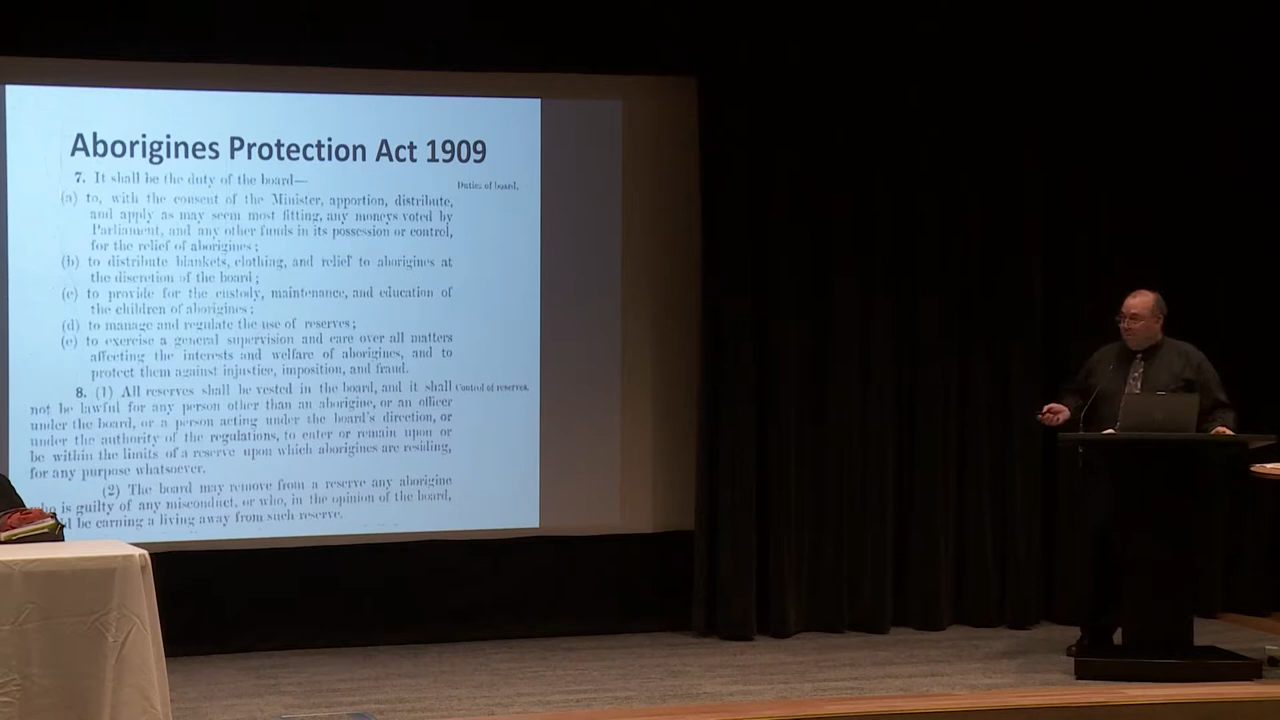 Aborigines Protection Act 1909
7. It shall be the duty of the board—
Duties of board.
(a) to, with the consent of the Minister, apportion, distribute,
and apply as may seem most fitting, any moneys voted by
Parliament, and any other funds in its possession or control,
for the relief of aborigines;
(b) to distribute blankets, clothing, and relief to aborigines at
the discretion of the board;
(c) to provide for the custody, maintenance, and education of
the children of aborigines;
(d) to manage and regulate the use of reserves;
(e) to exercise a general supervision and care over all matters
affecting the interests and welfare of aborigines, and to
protect them against injustice, imposition, and fraud.
8. (1) All reserves shall be vested in the board, and it shall
Control of reserves.
not be lawful for any person other than an aborigine, or an officer
under the board, or a person acting under the board's direction, or
under the authority of the regulations, to enter or remain upon or
be within the limits of a reserve upon which aborigines are residing,
for any purpose whatsoever.
(2) The board may remove from a reserve any aborigine
is guilty of any misconduct, or who, in the opinion of the board,
be earning a living away from such reserve.